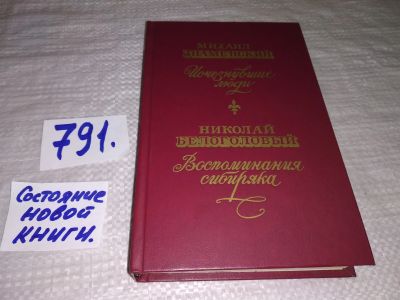 791.
Состояние
новой
книги.
МИХАИЛ
ЗНАМЕНСКИЙ
Исчезнувшие
люди
НИКОЛАЙ
БЕЛОГОЛОВЫЙ
Воспоминания
сибиряка